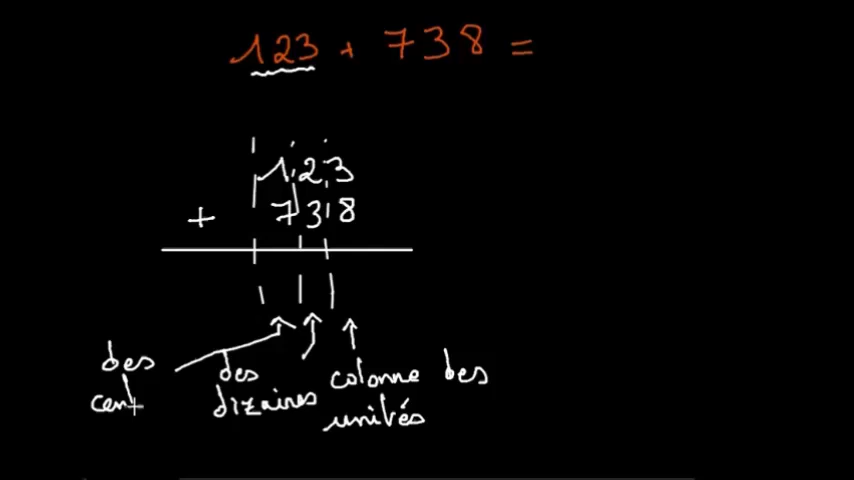 123 + 738 =
123
+ 738
des
cent
des
dizaines
colonne des
unités